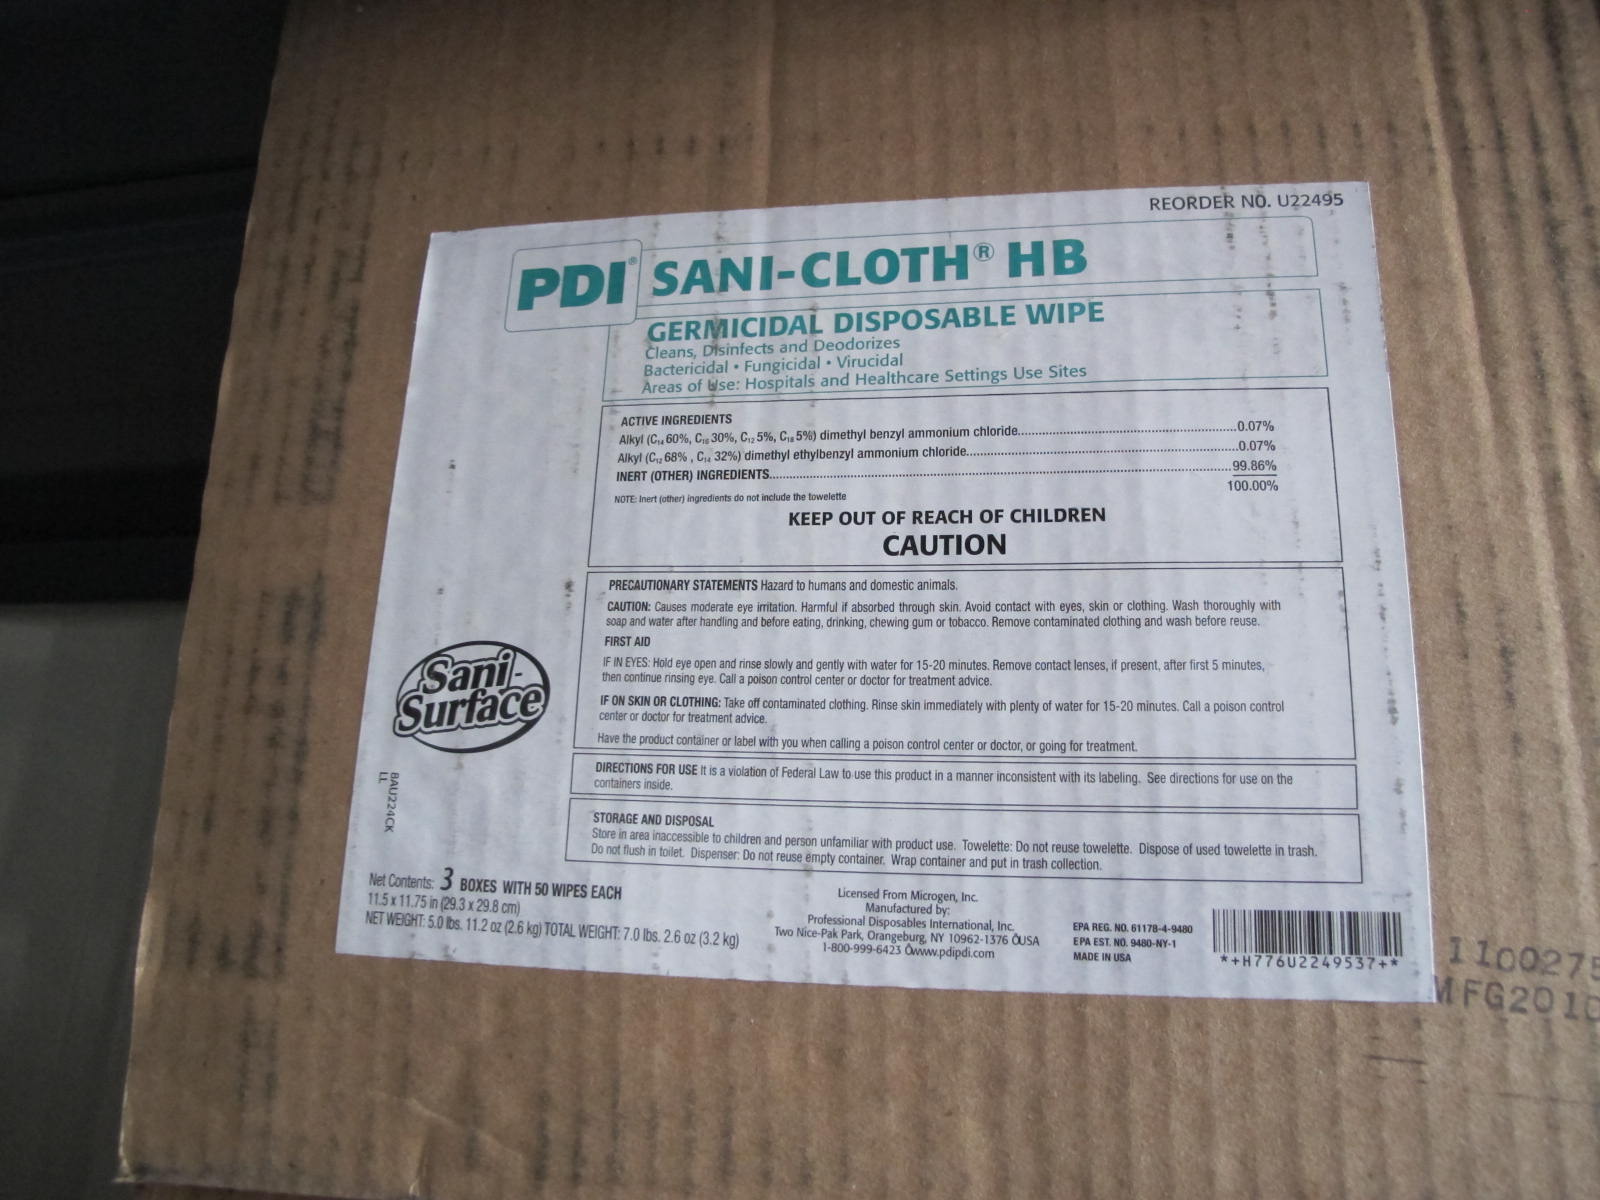 REORDER NO. U22495
PDI® SANI-CLOTH® HB
GERMICIDAL DISPOSABLE WIPE
Cleans, Disinfects and Deodorizes
Bactericidal • Fungicidal • Virucidal
Areas of Use: Hospitals and Healthcare Settings Use Sites
ACTIVE INGREDIENTS
Alkyl (C14 60%, C16 30%, C12 5%, C18 5%) dimethyl benzyl ammonium chloride...0.07%
Alkyl (C12 68% , C14 32%) dimethyl ethylbenzyl ammonium chloride...0.07%
INERT (OTHER) INGREDIENTS...99.86%
100.00%
NOTE: Inert (other) ingredients do not include the towelette
KEEP OUT OF REACH OF CHILDREN
CAUTION
PRECAUTIONARY STATEMENTS Hazard to humans and domestic animals.
CAUTION: Causes moderate eye irritation. Harmful if absorbed through skin. Avoid contact with eyes, skin or clothing. Wash thoroughly with
soap and water after handling and before eating, drinking, chewing gum or tobacco. Remove contaminated clothing and wash before reuse.
FIRST AID
IF IN EYES: Hold eye open and rinse slowly and gently with water for 15-20 minutes. Remove contact lenses, if present, after first 5 minutes,
then continue rinsing eye. Call a poison control center or doctor for treatment advice.
IF ON SKIN OR CLOTHING: Take off contaminated clothing. Rinse skin immediately with plenty of water for 15-20 minutes. Call a poison control
center or doctor for treatment advice.
Have the product container or label with you when calling a poison control center or doctor, or going for treatment.
DIRECTIONS FOR USE It is a violation of Federal Law to use this product in a manner inconsistent with its labeling. See directions for use on the
containers inside.
STORAGE AND DISPOSAL
Store in area inaccessible to children and person unfamiliar with product use. Towelette: Do not reuse towelette. Dispose of used towelette in trash.
Do not flush in toilet. Dispenser: Do not reuse empty container. Wrap container and put in trash collection.
Sani-
Surface
BAU224CK
LL
Net Contents: 3 BOXES WITH 50 WIPES EACH
11.5 x 11.75 in (29.3 x 29.8 cm)
NET WEIGHT: 5.0 lbs. 11.2 oz (2.6 kg) TOTAL WEIGHT: 7.0 lbs. 2.6 oz (3.2 kg)
Licensed From Microgen, Inc.
Manufactured by:
Professional Disposables International, Inc.
Two Nice-Pak Park, Orangeburg, NY 10962-1376 ÔUSA
1-800-999-6423 Ôwww.pdipdi.com
EPA REG. NO. 61178-4-9480
EPA EST. NO. 9480-NY-1
MADE IN USA
*+H776U2249537+*
1100275
MFG2010